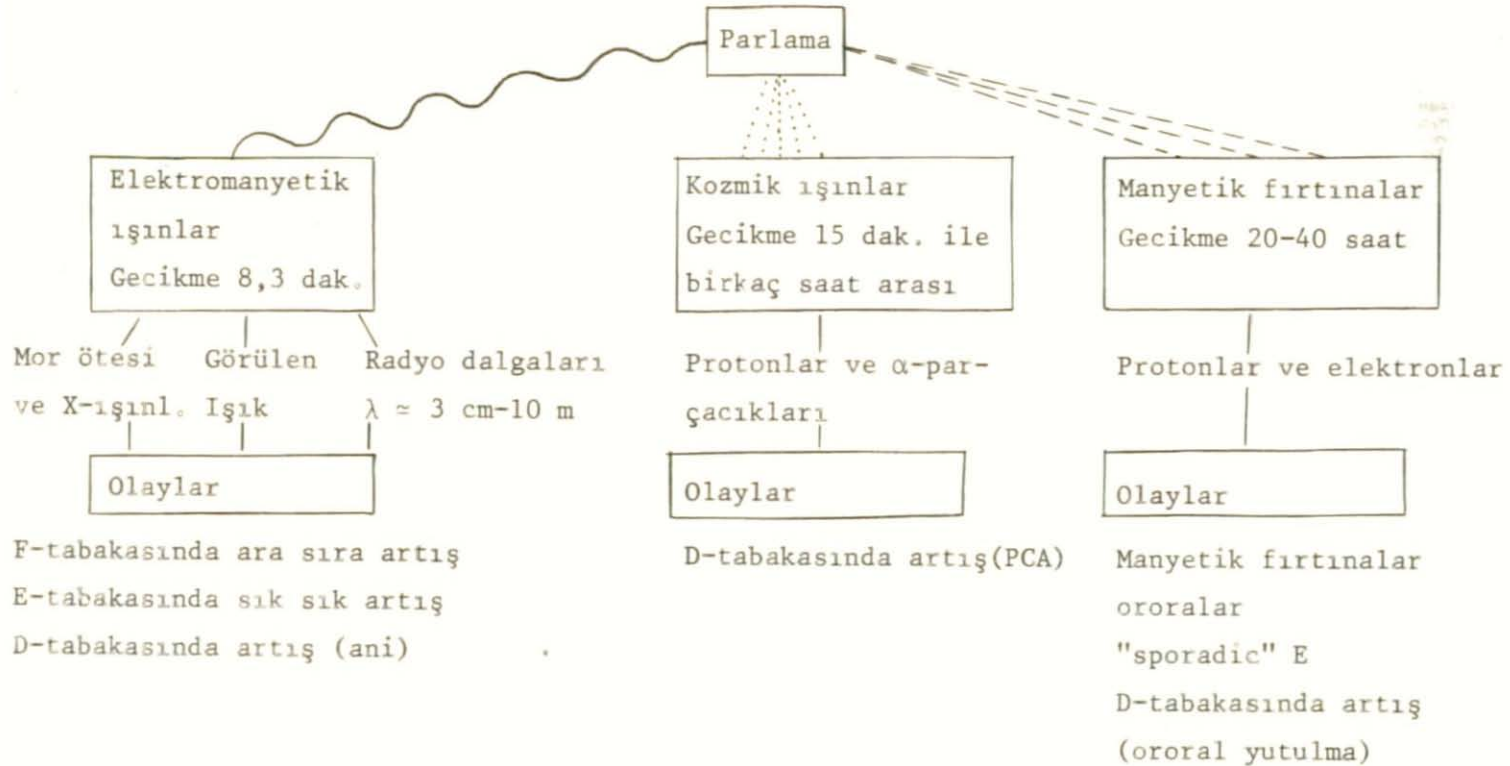 Parlama
Elektromanyetik
ışınlar
Gecikme 8,3 dak.
Mor ötesi
ve X-ışınl.
Görülen
Işık
Radyo dalgaları
λ ≃ 3 cm-10 m
Olaylar
F-tabakasında ara sıra artış
E-tabakasında sık sık artış
D-tabakasında artış (ani)
Kozmik ışınlar
Gecikme 15 dak. ile
birkaç saat arası
Protonlar ve α-par-
çacıkları
Olaylar
D-tabakasında artış(PCA)
Manyetik fırtınalar
Gecikme 20-40 saat
Protonlar ve elektronlar
Olaylar
Manyetik fırtınalar
ororalar
"sporadic" E
D-tabakasında artış
(ororal yutulma)